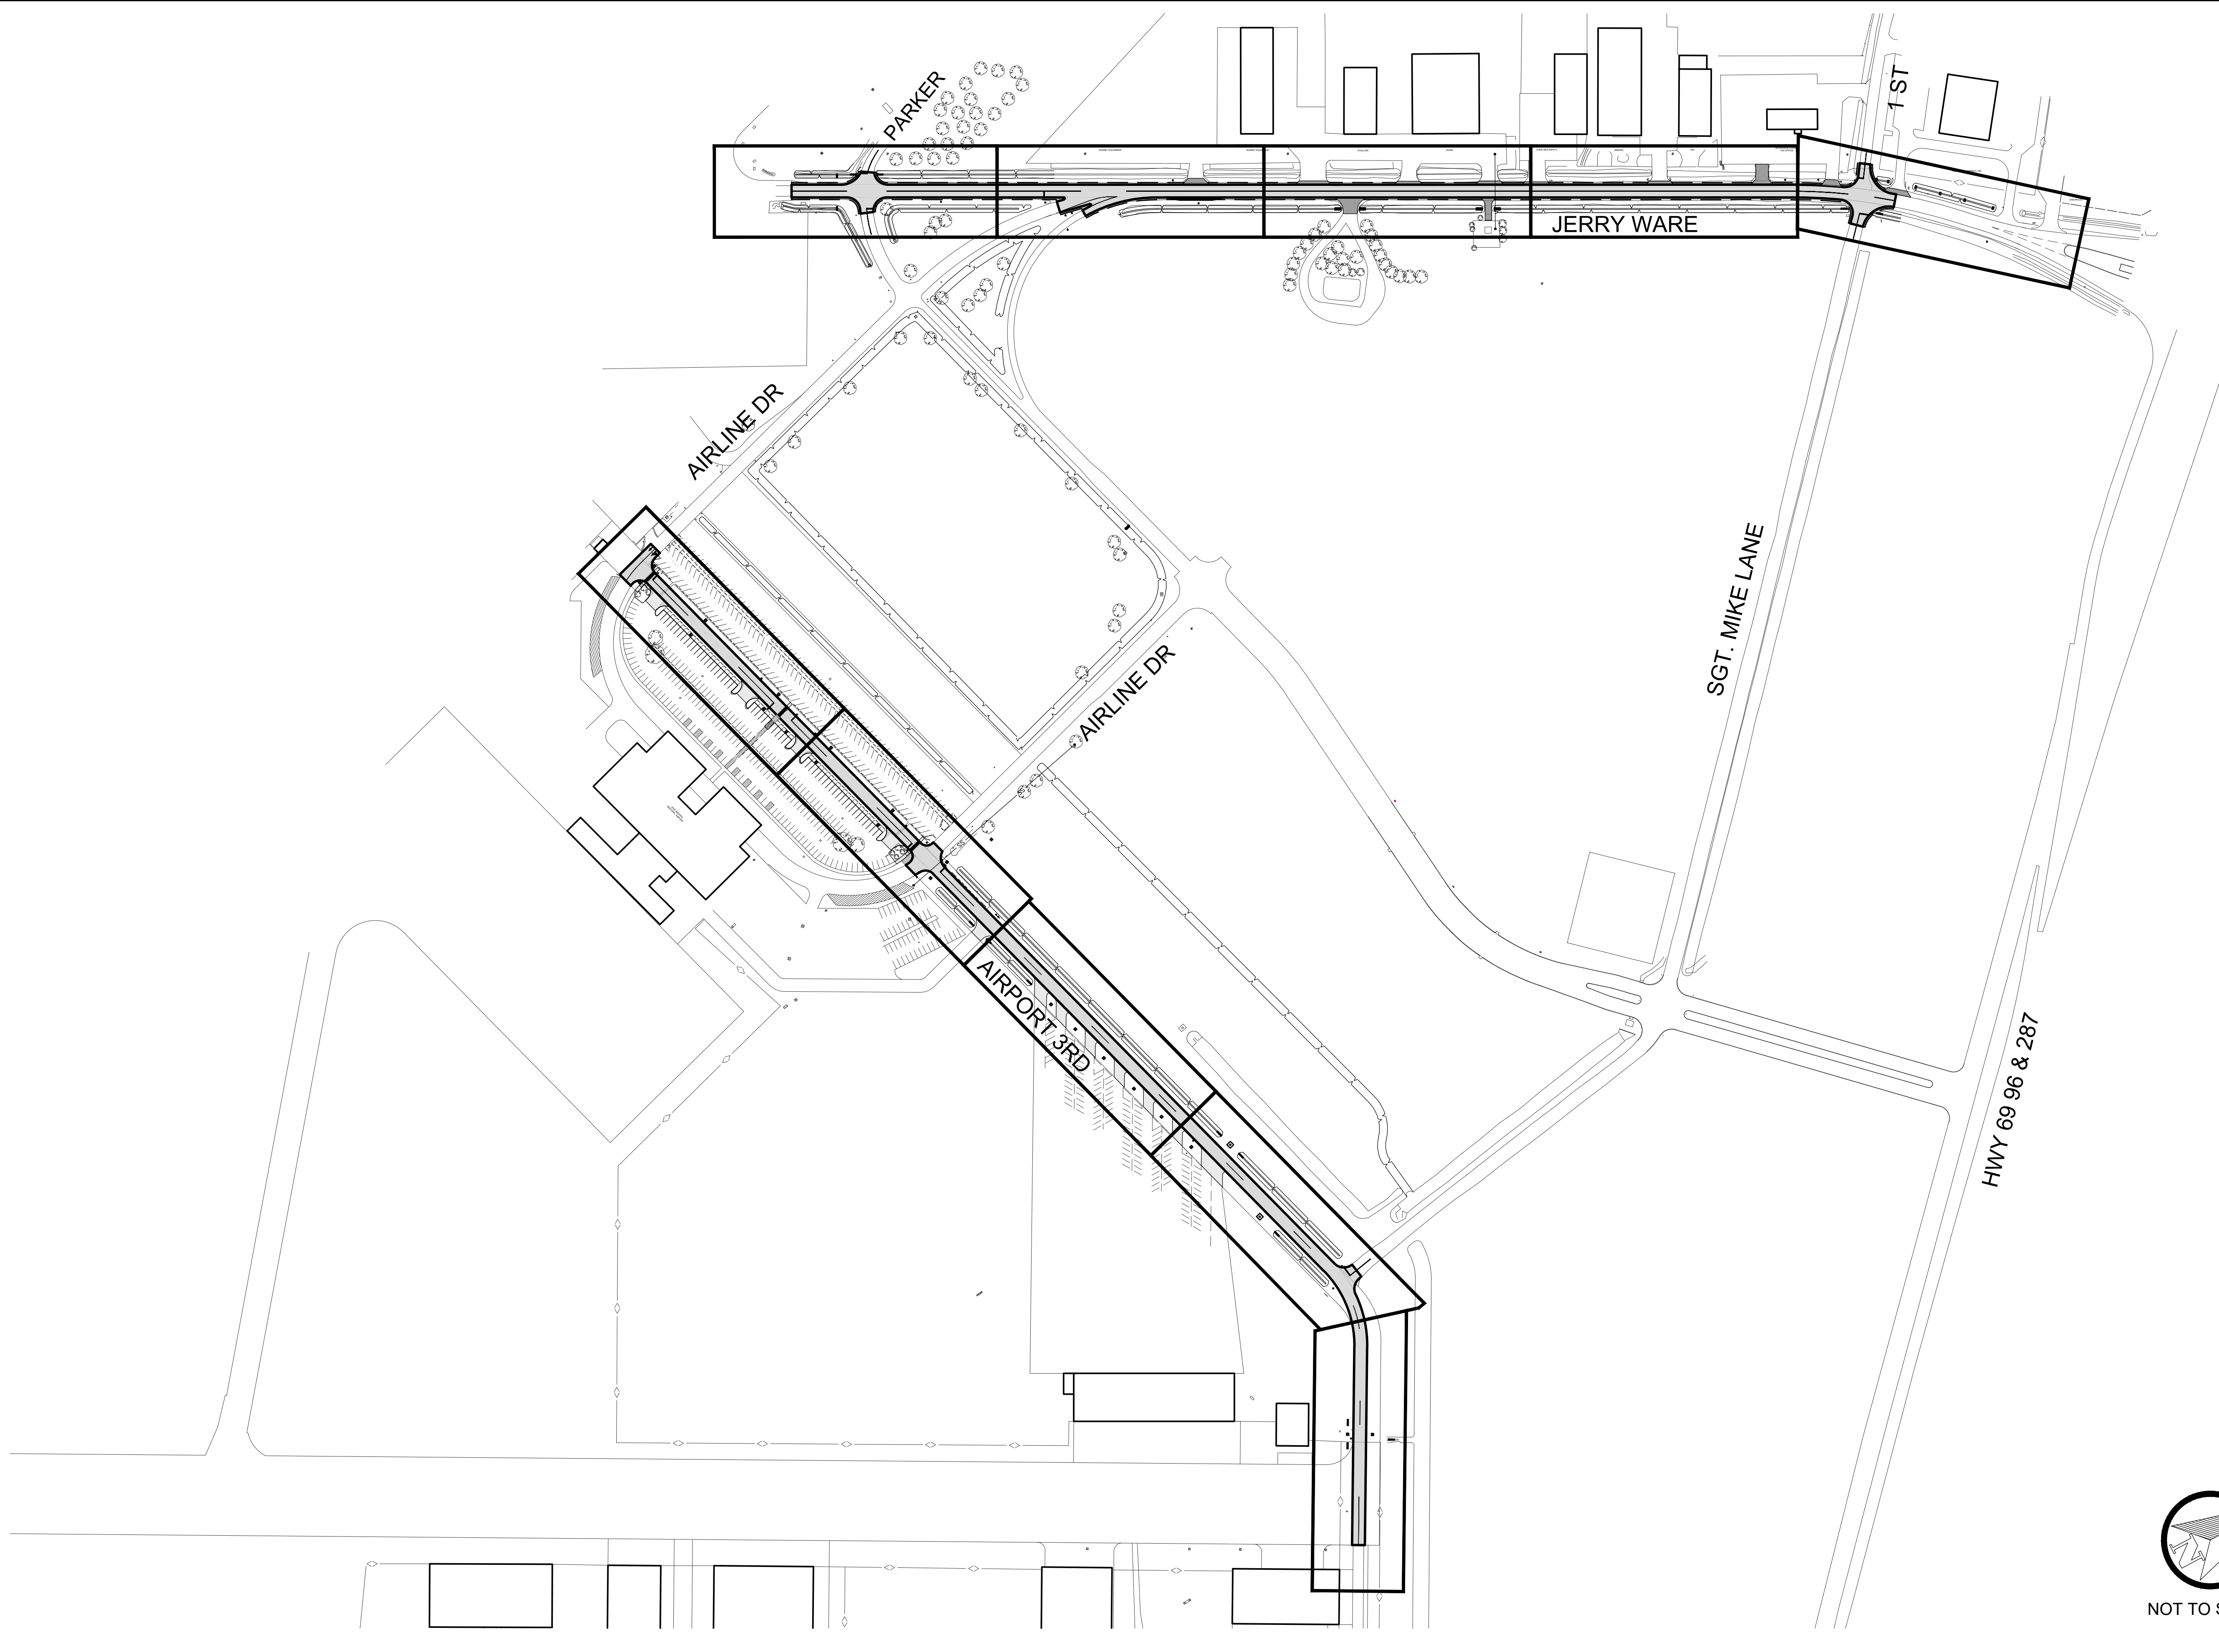 PARKER
1 ST
JERRY WARE
AIRLINE DR
SGT. MIKE LANE
AIRLINE DR
AIRPORT 3RD
HWY 69 96 & 287
N
NOT TO S